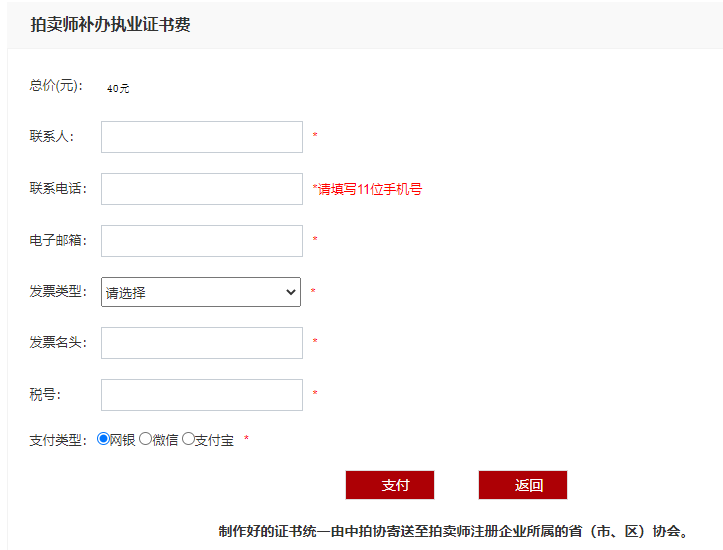 拍卖师补办执业证书费
总价(元): 40元
联系人: *
联系电话: *请填写11位手机号
电子邮箱: *
发票类型: 请选择 *
发票名头: *
税号: *
支付类型: 网银 微信 支付宝 *
支付 返回
制作好的证书统一由中拍协寄送至拍卖师注册企业所属的省（市、区）协会。